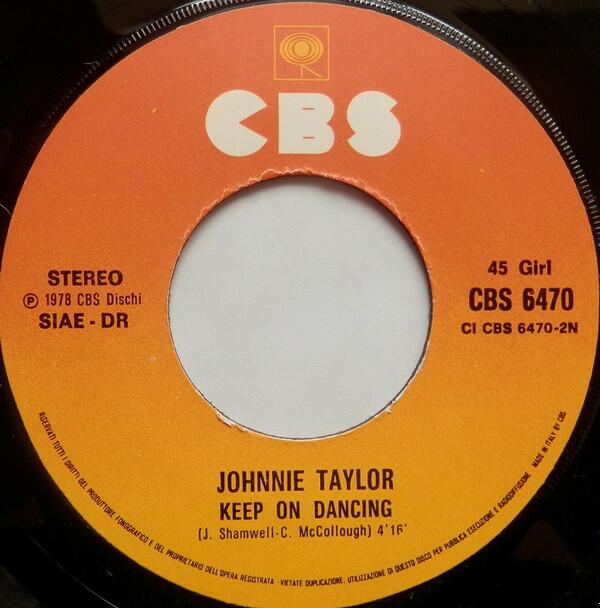 CBS
STEREO
℗ 1978 CBS Dischi
SIAE - DR
45 Girl
CBS 6470
CI CBS 6470-2N
JOHNNIE TAYLOR
KEEP ON DANCING
(J. Shamwell-C. McCollough) 4'16'
RISERVATI TUTTI I DIRITTI DEL PRODUTTORE FONOGRAFICO E DEL PROPRIETARIO DELL'OPERA REGISTRATA - VIETATE DUPLICAZIONE, UTILIZZAZIONE DI QUESTO DISCO PER PUBBLICA ESECUZIONE E RADIODIFFUSIONE MADE IN ITALY BY CBS